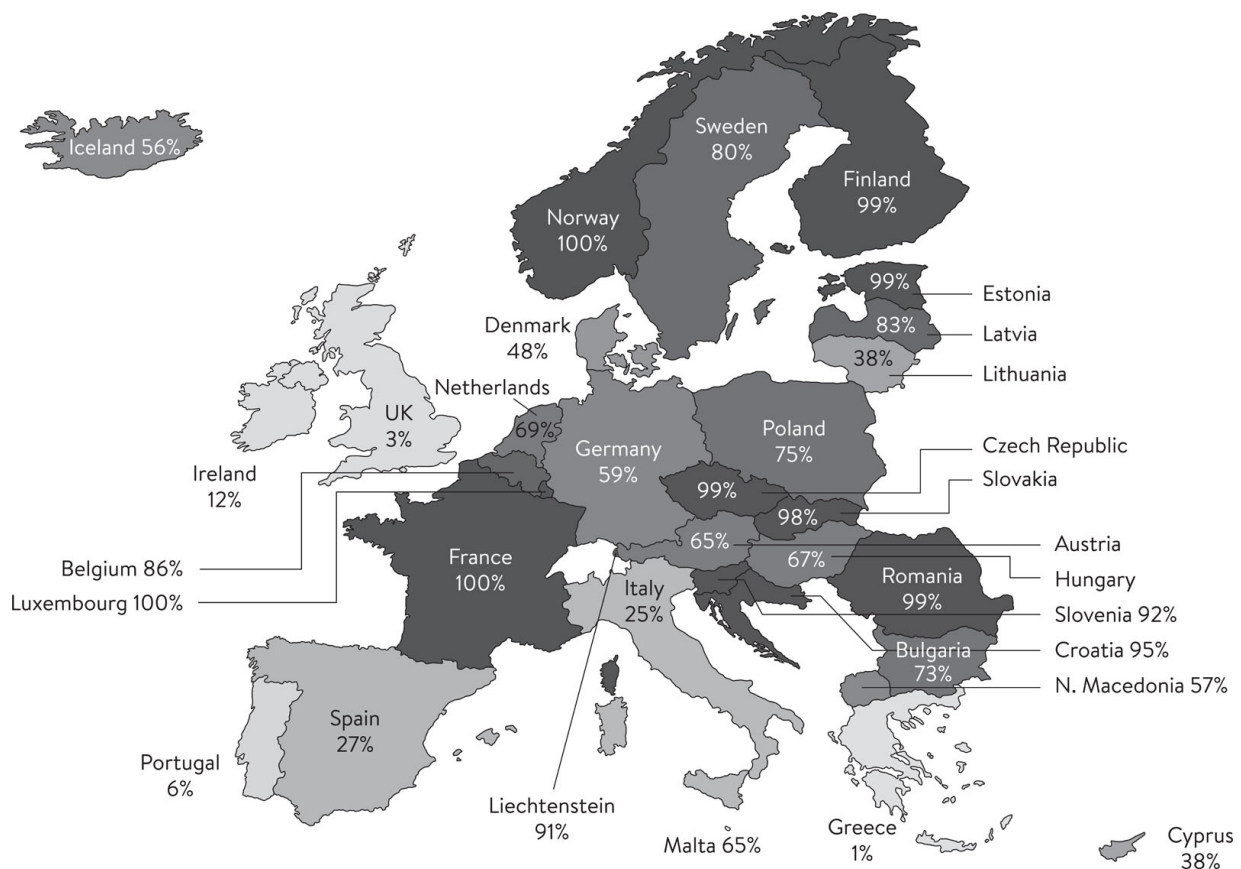 Iceland 56%
Sweden
80%
Finland
99%
Norway
100%
99%
Estonia
Denmark
48%
83%
Latvia
38%
Lithuania
Netherlands
69%
UK
3%
Ireland
12%
Germany
59%
Poland
75%
Czech Republic
99%
Slovakia
98%
Austria
65%
Hungary
67%
Belgium 86%
Luxembourg 100%
France
100%
Italy
25%
Romania
99%
Slovenia 92%
Croatia 95%
Bulgaria
73%
N. Macedonia 57%
Spain
27%
Portugal
6%
Liechtenstein
91%
Malta 65%
Greece
1%
Cyprus
38%